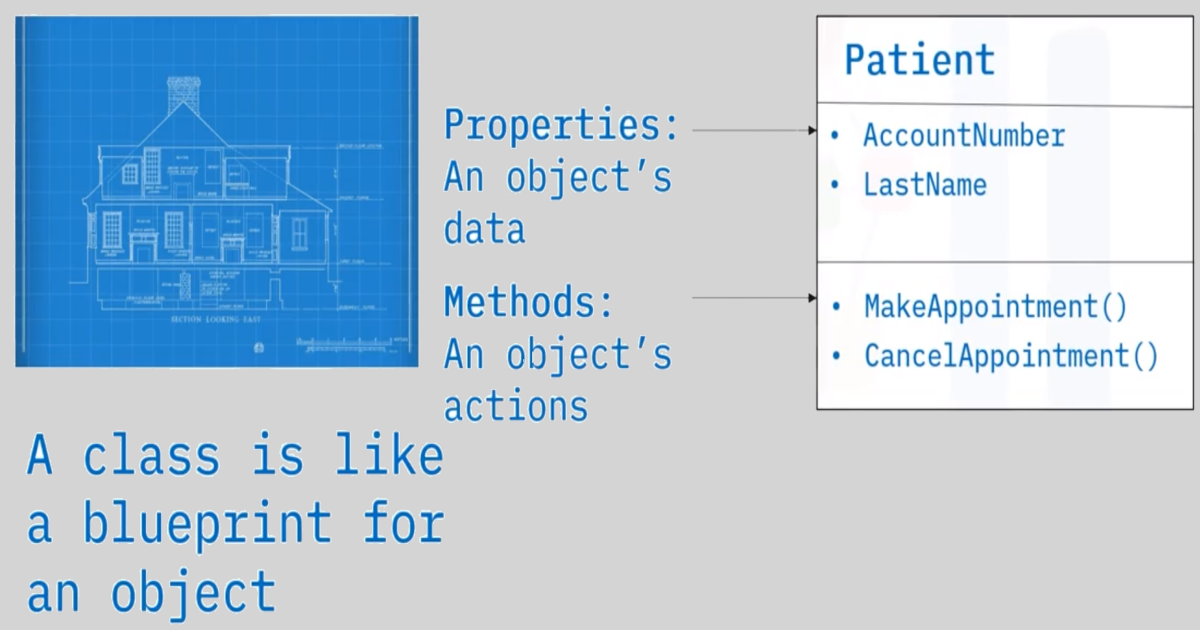 Properties:
An object’s
data
Methods:
An object’s
actions
Patient
• AccountNumber
• LastName
• MakeAppointment()
• CancelAppointment()
SECTION LOOKING EAST
A class is like
a blueprint for
an object